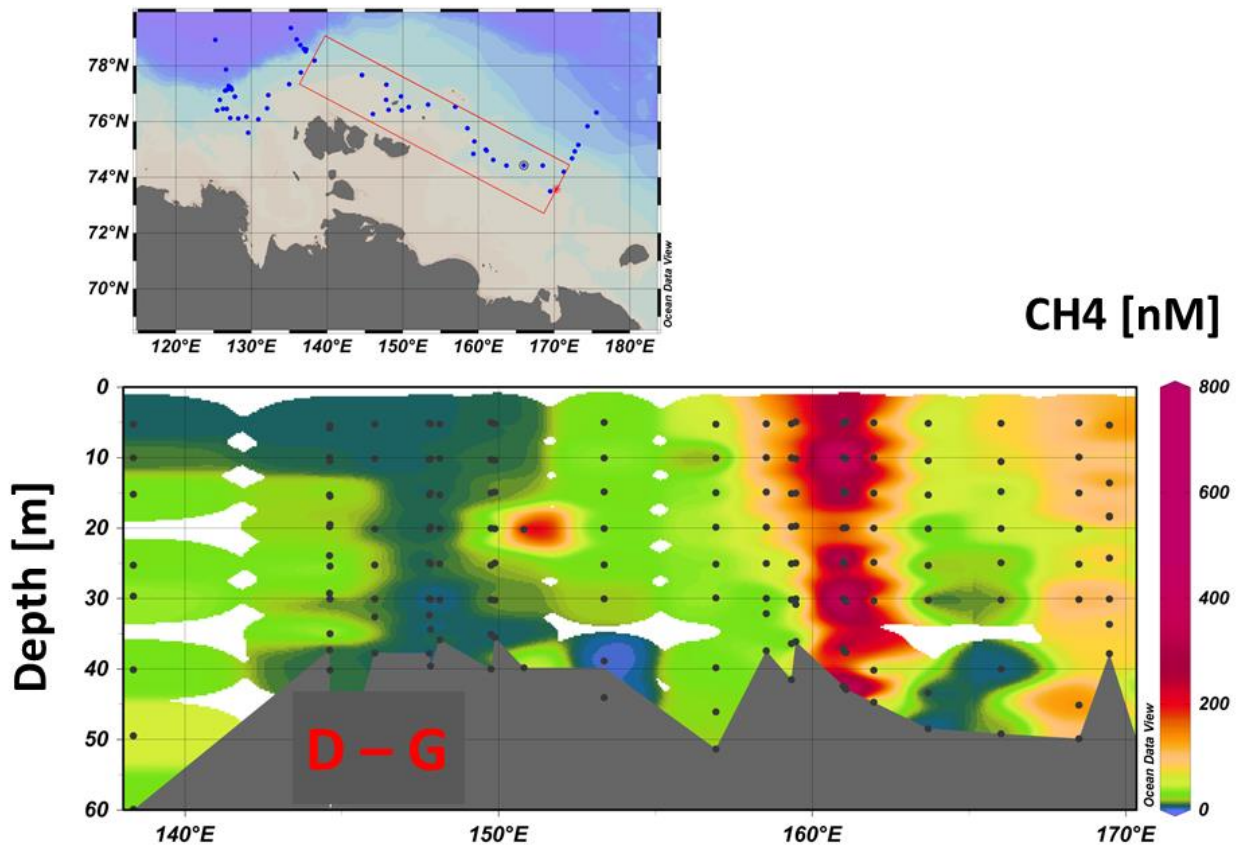 78°N
76°N
74°N
72°N
70°N
Ocean Data View
120°E 130°E 140°E 150°E 160°E 170°E 180°E
CH4 [nM]
Depth [m]
0
10
20
30
40
50
60
D – G
Ocean Data View
800
600
400
200
0
140°E 150°E 160°E 170°E